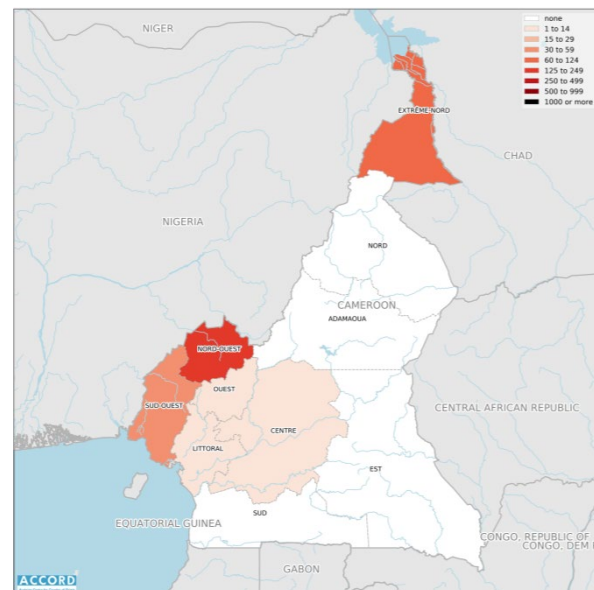 none
1 to 14
15 to 29
30 to 59
60 to 124
125 to 249
250 to 499
500 to 999
1000 or more
NIGER
EXTRÊME-NORD
CHAD
NIGERIA
NORD
CAMEROON
ADAMAOUA
NORD-OUEST
OUEST
SUD-OUEST
CENTRAL AFRICAN REPUBLIC
CENTRE
LITTORAL
EST
SUD
EQUATORIAL GUINEA
CONGO, REPUBLIC OF
CONGO, DEM
GABON
ACCORD